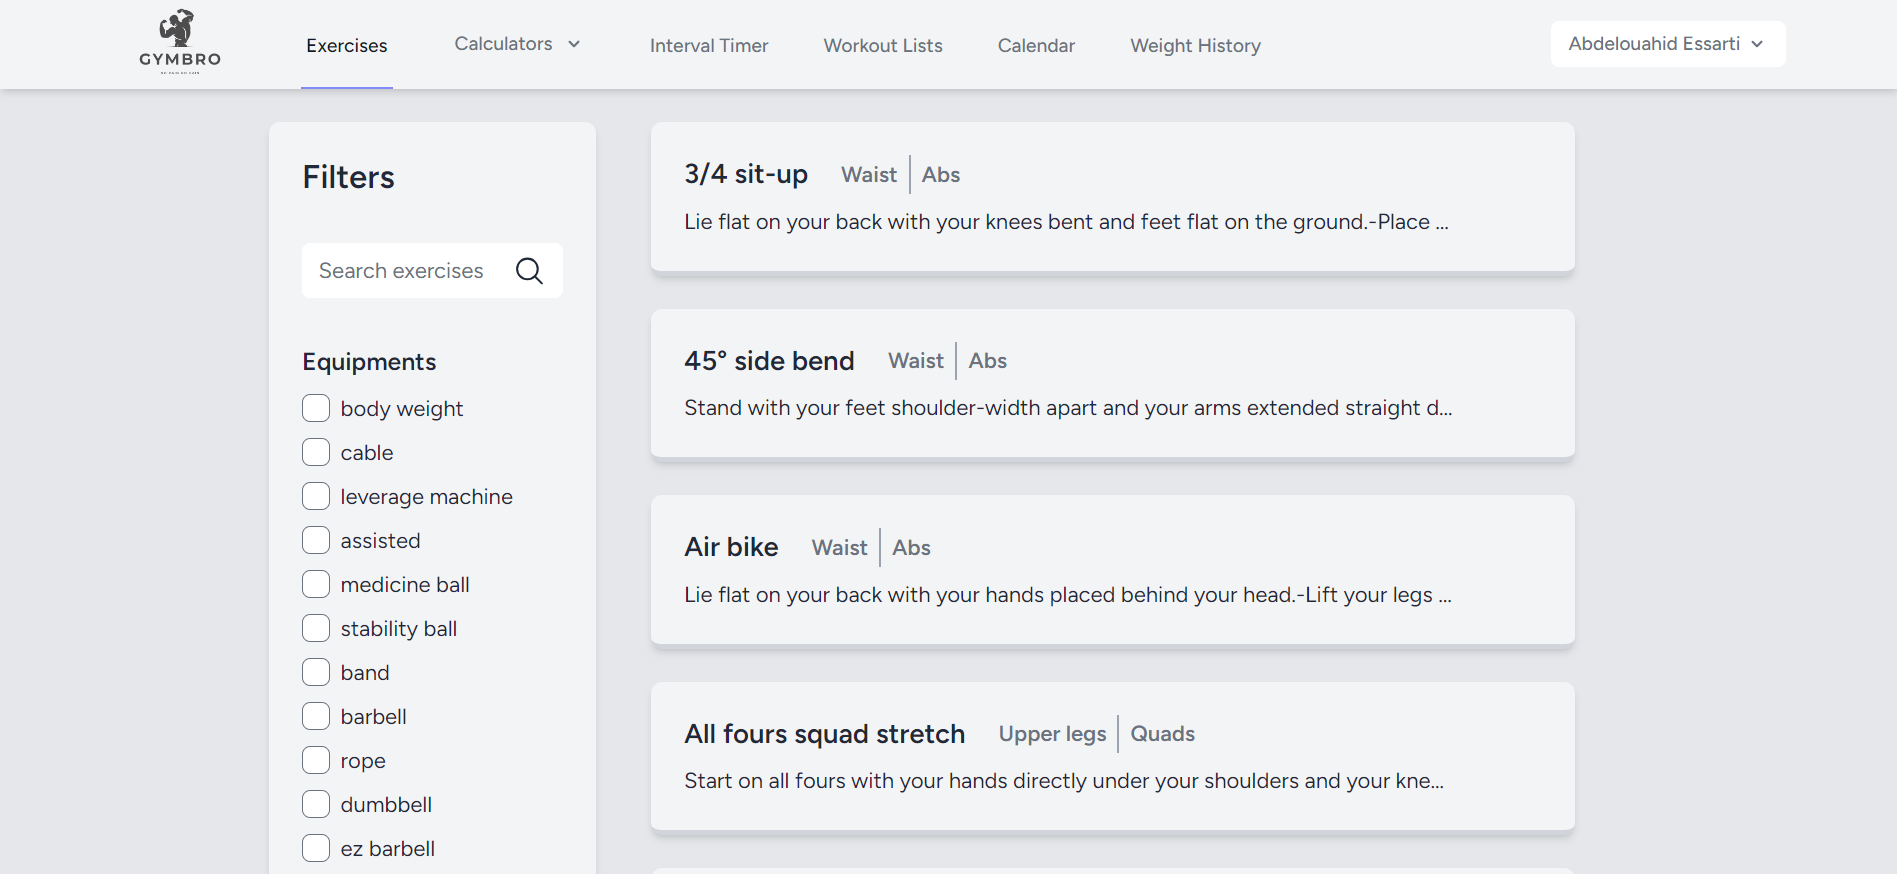 GYMBRO
Exercises
Calculators
Interval Timer
Workout Lists
Calendar
Weight History
Abdelouahid Essarti
Filters
Search exercises
Equipments
body weight
cable
leverage machine
assisted
medicine ball
stability ball
band
barbell
rope
dumbbell
ez barbell
3/4 sit-up Waist Abs
Lie flat on your back with your knees bent and feet flat on the ground.-Place ...
45° side bend Waist Abs
Stand with your feet shoulder-width apart and your arms extended straight d...
Air bike Waist Abs
Lie flat on your back with your hands placed behind your head.-Lift your legs ...
All fours squad stretch Upper legs Quads
Start on all fours with your hands directly under your shoulders and your kne...